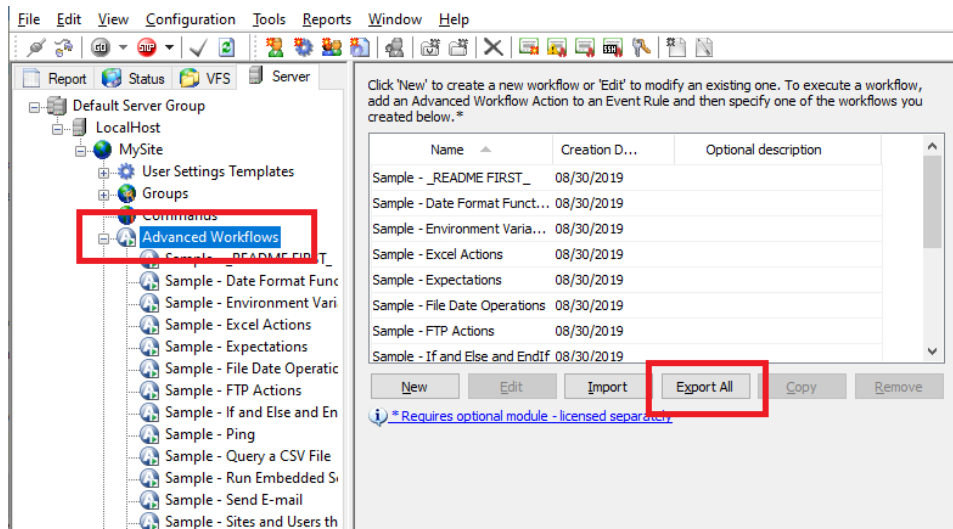 File Edit View Configuration Tools Reports Window Help
STOP
SSH
Report Status VFS Server
Default Server Group
LocalHost
MySite
User Settings Templates
Groups
Commands
Advanced Workflows
Sample - _README FIRST_
Sample - Date Format Func
Sample - Environment Vari
Sample - Excel Actions
Sample - Expectations
Sample - File Date Operatic
Sample - FTP Actions
Sample - If and Else and En
Sample - Ping
Sample - Query a CSV File
Sample - Run Embedded S
Sample - Send E-mail
Sample - Sites and Users th
Click 'New' to create a new workflow or 'Edit' to modify an existing one. To execute a workflow,
add an Advanced Workflow Action to an Event Rule and then specify one of the workflows you
created below.*
Name Creation D... Optional description
Sample - _README FIRST_ 08/30/2019
Sample - Date Format Funct... 08/30/2019
Sample - Environment Varia... 08/30/2019
Sample - Excel Actions 08/30/2019
Sample - Expectations 08/30/2019
Sample - File Date Operations 08/30/2019
Sample - FTP Actions 08/30/2019
Sample - If and Else and EndIf 08/30/2019
New Edit Import Export All Copy Remove
* Requires optional module - licensed separately